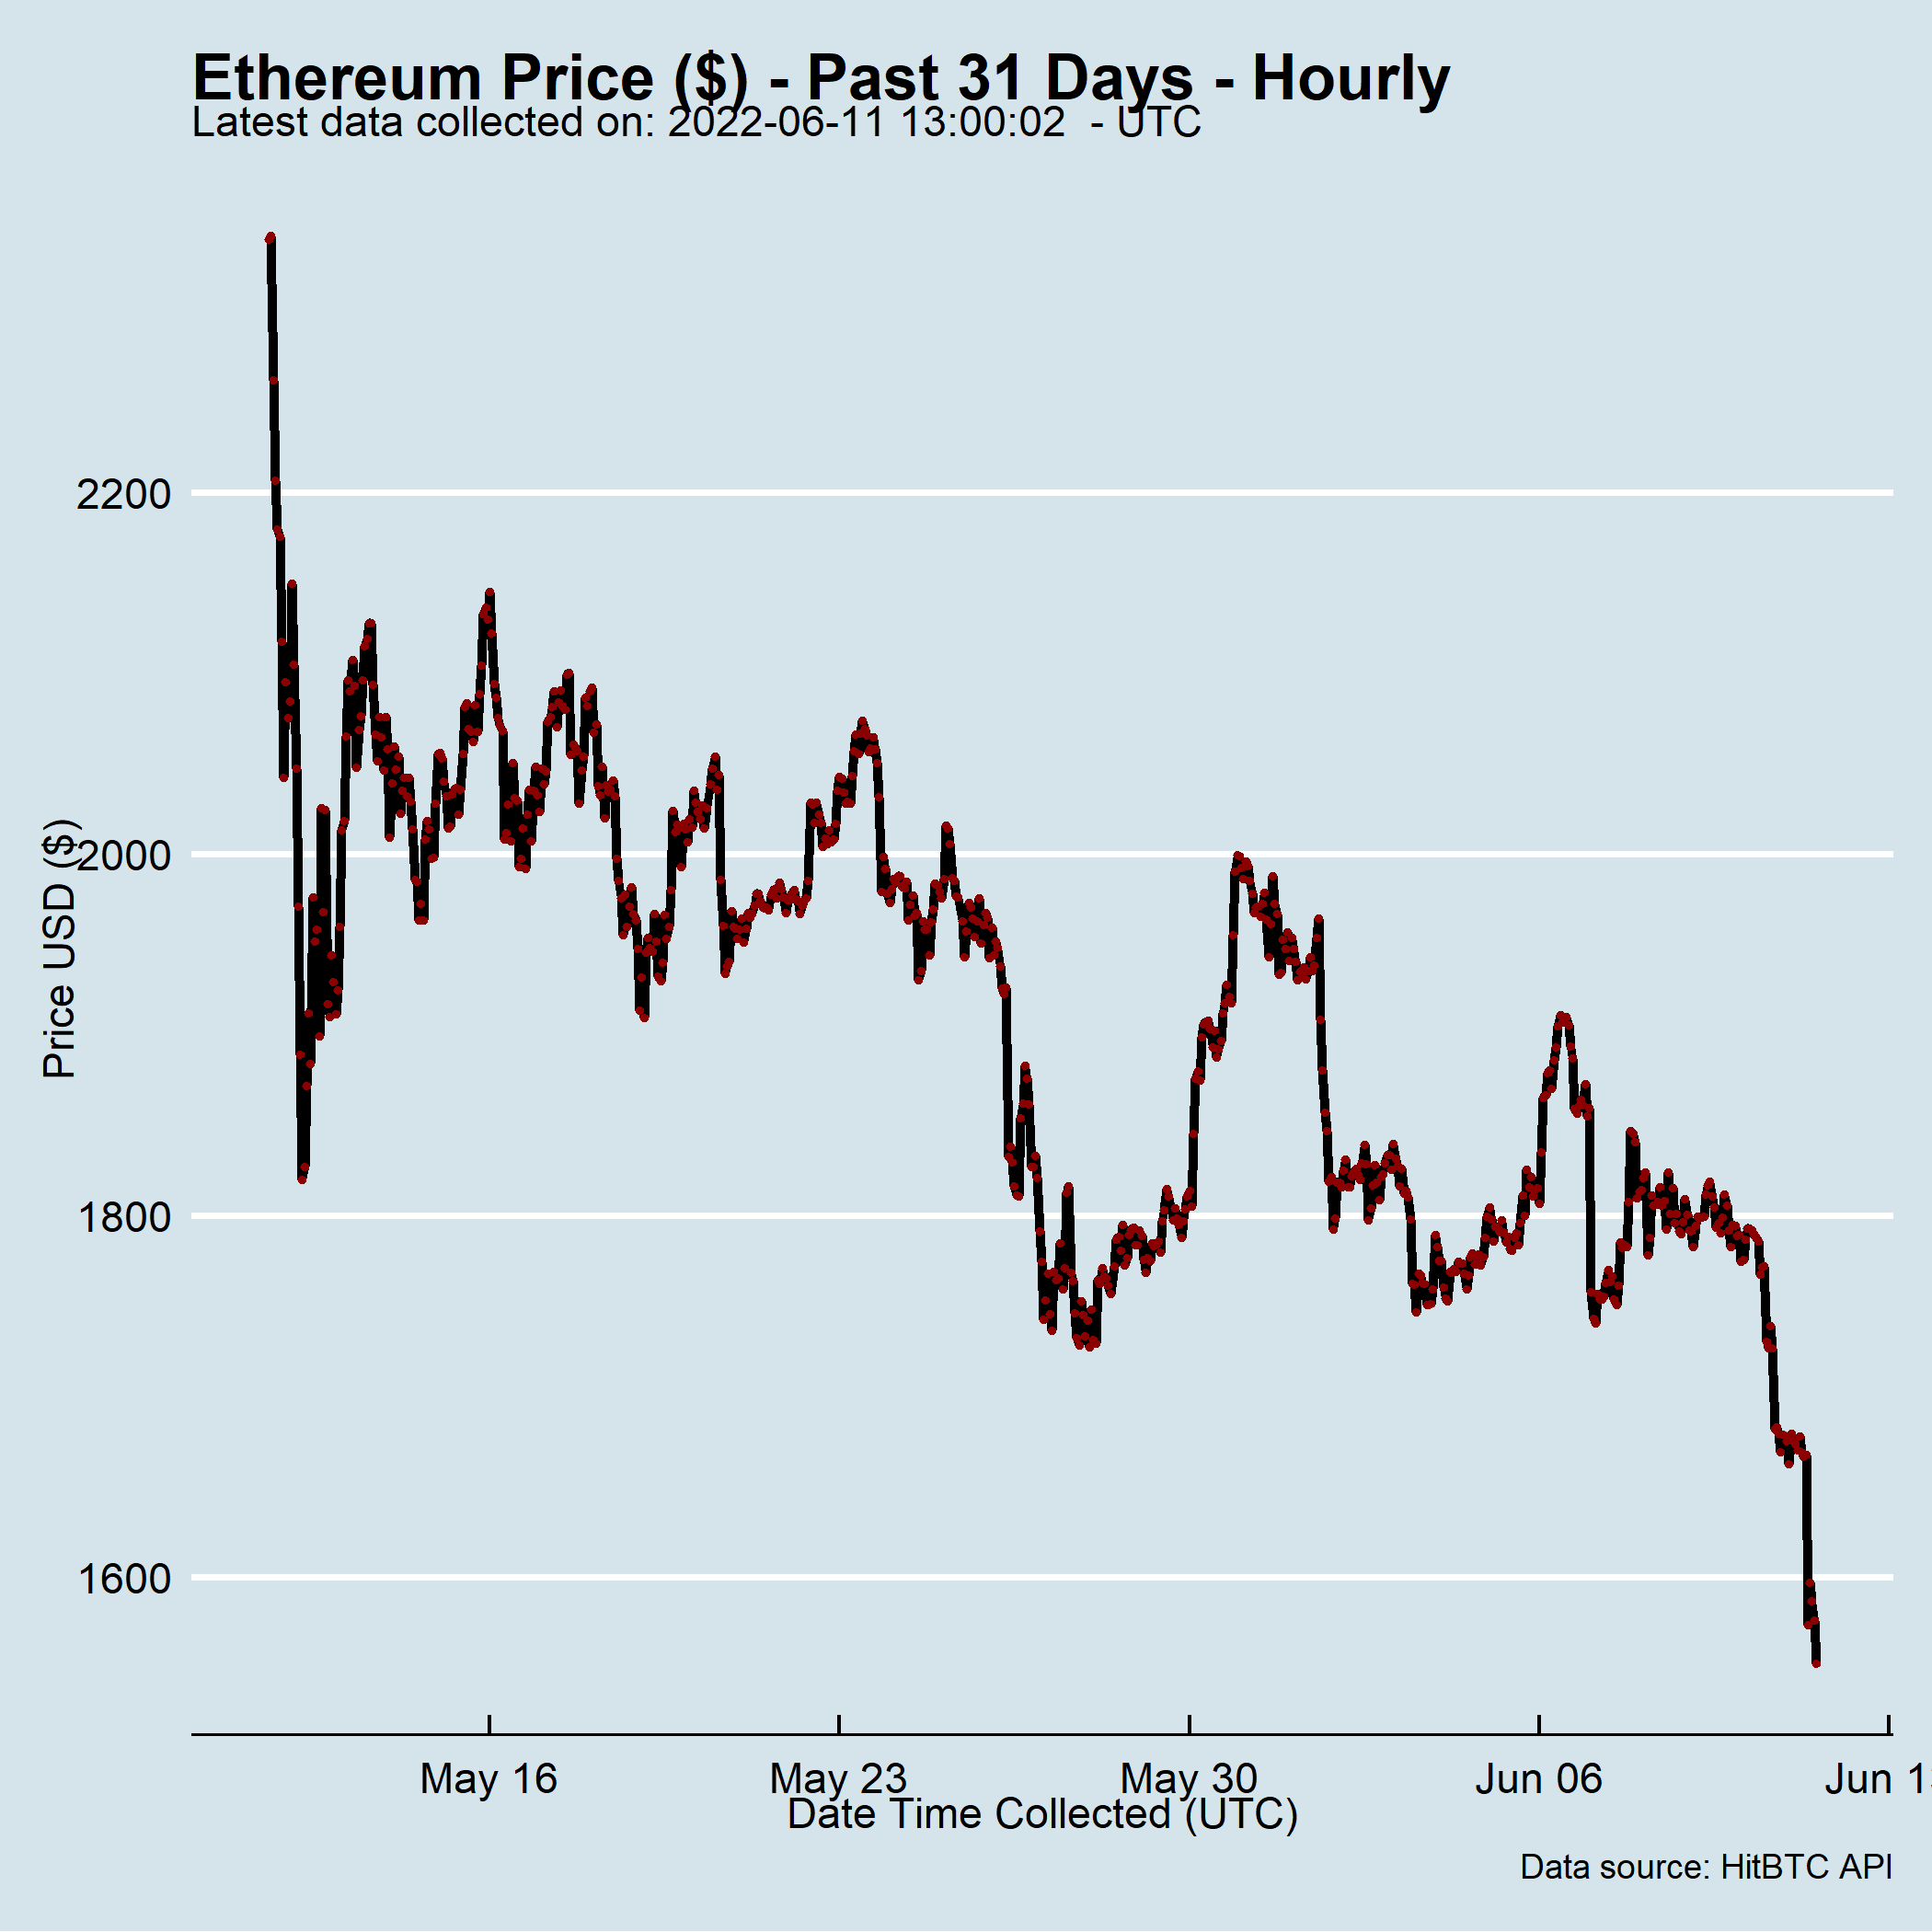 Ethereum Price ($) - Past 31 Days - Hourly
Latest data collected on: 2022-06-11 13:00:02  - UTC
Price USD ($)
2200
2000
1800
1600
May 16
May 23
May 30
Jun 06
Jun 1
Date Time Collected (UTC)
Data source: HitBTC API